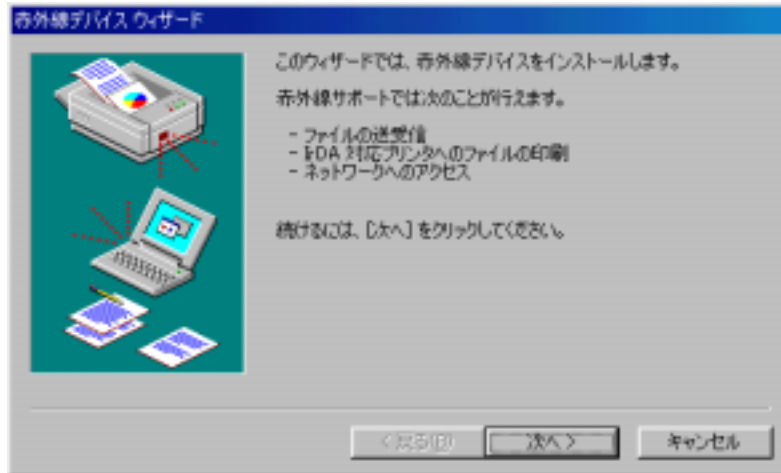 赤外線デバイス ウィザード
このウィザードでは、赤外線デバイスをインストールします。
赤外線サポートでは次のことが行えます。
- ファイルの送受信
- IrDA 対応プリンタへのファイルの印刷
- ネットワークへのアクセス
続けるには、[次へ] をクリックしてください。
< 戻る(B)
次へ >
キャンセル